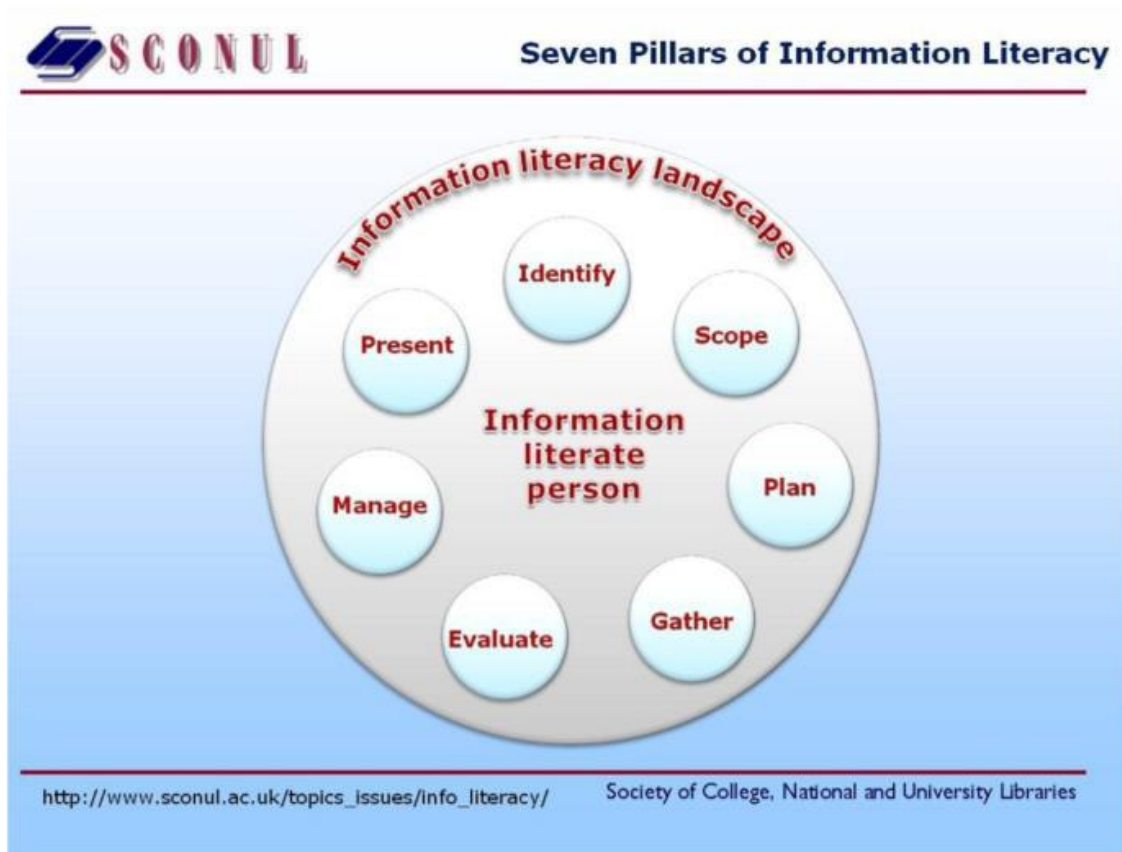 SCONUL
Seven Pillars of Information Literacy
Information literacy landscape
Identify
Scope
Present
Information
literate
person
Plan
Manage
Gather
Evaluate
http://www.sconul.ac.uk/topics_issues/info_literacy/
Society of College, National and University Libraries